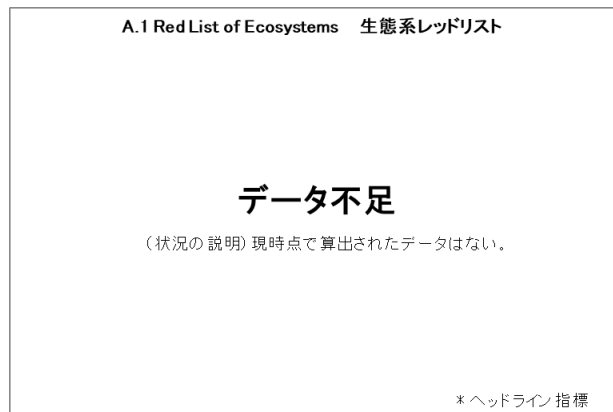 A.1 Red List of Ecosystems　生態系レッドリスト
データ不足
（状況の説明）現時点で算出されたデータはない。
＊ヘッドライン指標